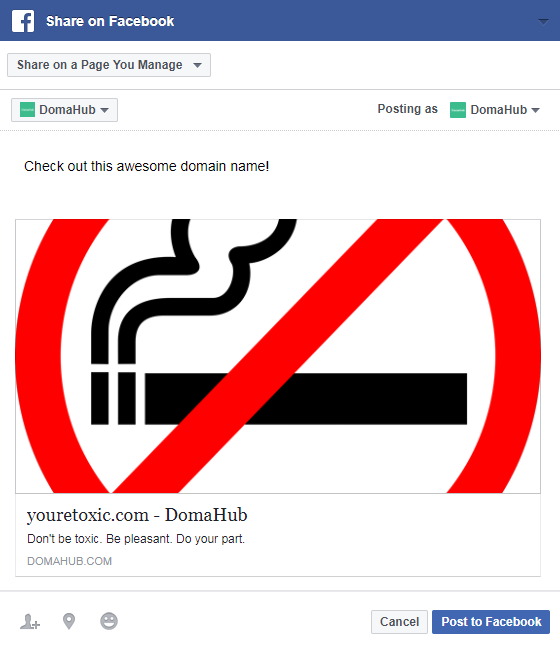 Share on Facebook
Share on a Page You Manage
DomaHub Posting as DomaHub
Check out this awesome domain name!
youretoxic.com - DomaHub
Don't be toxic. Be pleasant. Do your part.
DOMAHUB.COM
Cancel Post to Facebook